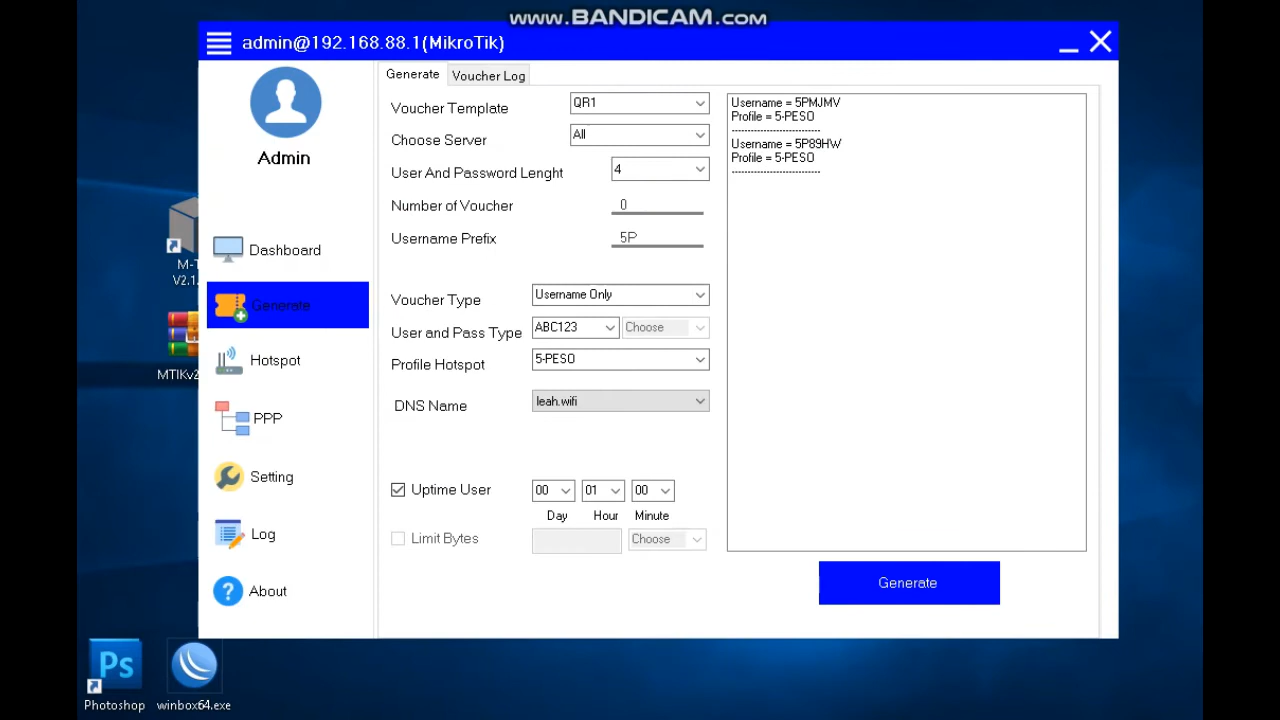 www.BANDICAM.com
admin@192.168.88.1(MikroTik)
Generate
Voucher Log
Admin
Dashboard
Generate
Hotspot
PPP
Setting
Log
About
Voucher Template
QR1
Choose Server
All
User And Password Lenght
4
Number of Voucher
0
Username Prefix
5P
Voucher Type
Username Only
User and Pass Type
ABC123
Choose
Profile Hotspot
5-PESO
DNS Name
leah.wifi
Uptime User
00
01
00
Day
Hour
Minute
Limit Bytes
Choose
Username = 5PMJMV
Profile = 5-PESO
---------------------------
Username = 5P89HW
Profile = 5-PESO
---------------------------
Generate
M-T
V2.1.
MTIKv2
Ps
Photoshop
winbox64.exe